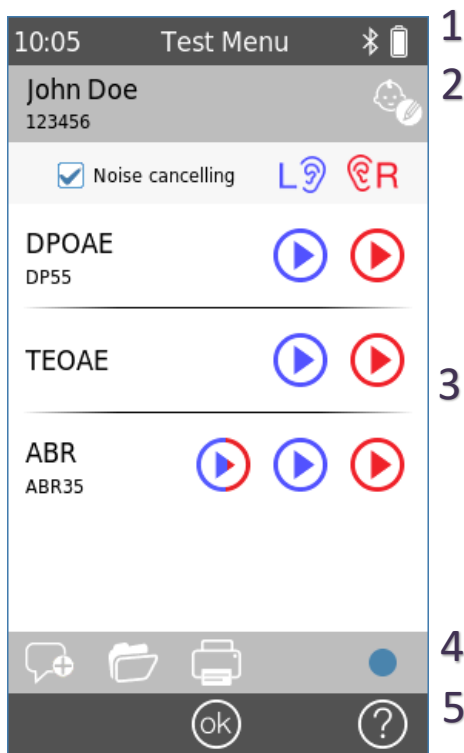 10:05 Test Menu
1
John Doe
2
123456
Noise cancelling L R
DPOAE
DP55
TEOAE
3
ABR
ABR35
4
5
ok ?